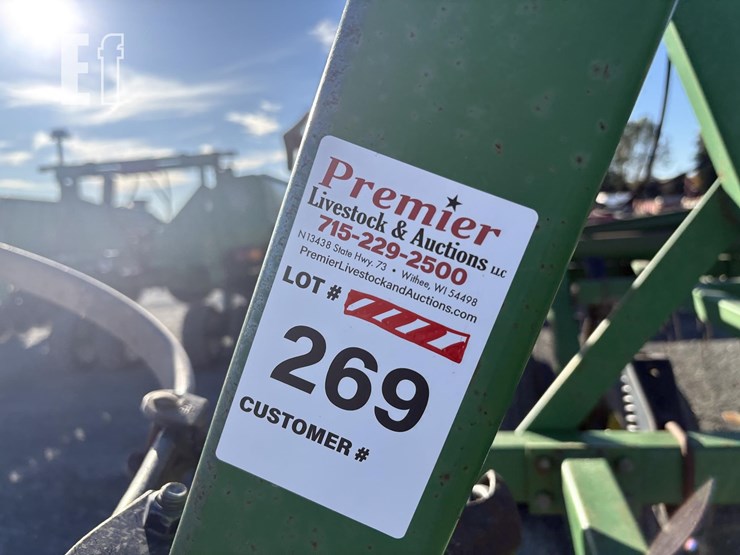 Ef
Premier
Livestock & Auctions LLC
715-229-2500
N13438 State Hwy. 73 • Withee, WI 54498
PremierLivestockandAuctions.com
LOT #
269
CUSTOMER #